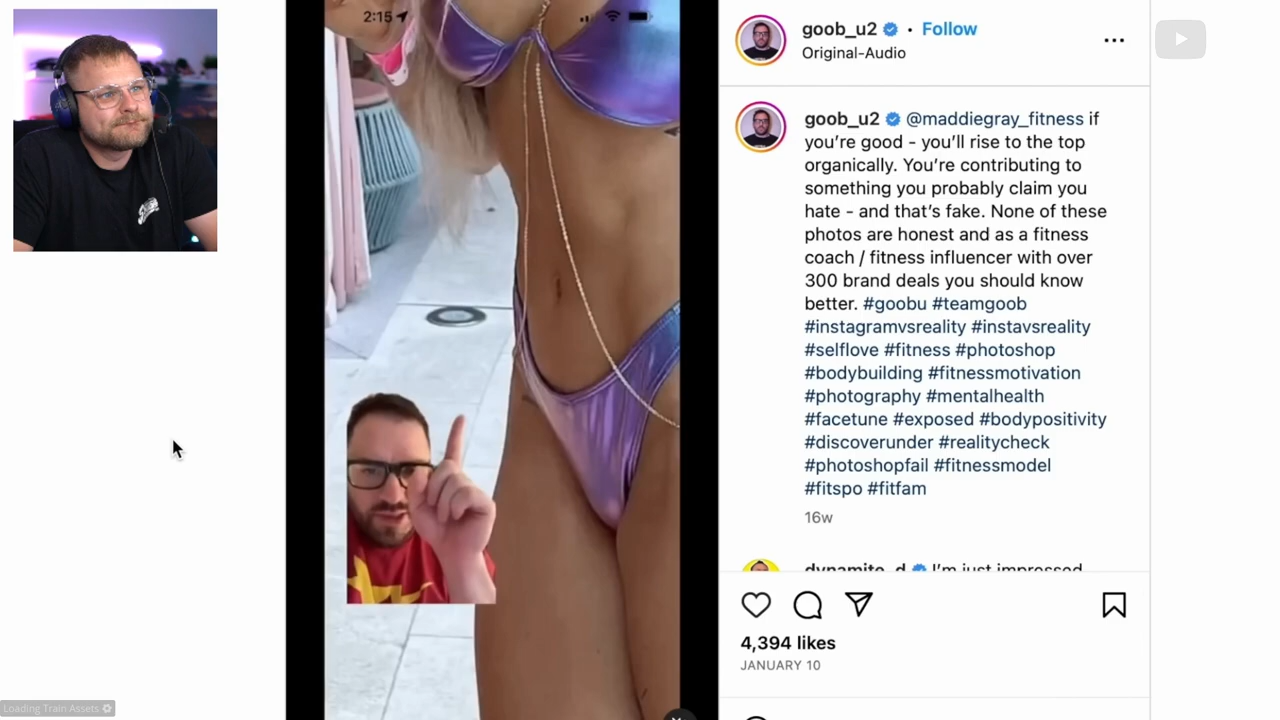 2:15
goob_u2 • Follow
Original-Audio
goob_u2 @maddiegray_fitness if
you’re good - you’ll rise to the top
organically. You’re contributing to
something you probably claim you
hate - and that’s fake. None of these
photos are honest and as a fitness
coach / fitness influencer with over
300 brand deals you should know
better. #goobu #teamgoob
#instagramvsreality #instavsreality
#selflove #fitness #photoshop
#bodybuilding #fitnessmotivation
#photography #mentalhealth
#facetune #exposed #bodypositivity
#discoverunder #realitycheck
#photoshopfail #fitnessmodel
#fitspo #fitfam
16w
dynamite_d I’m just impressed
4,394 likes
JANUARY 10
Loading Train Assets